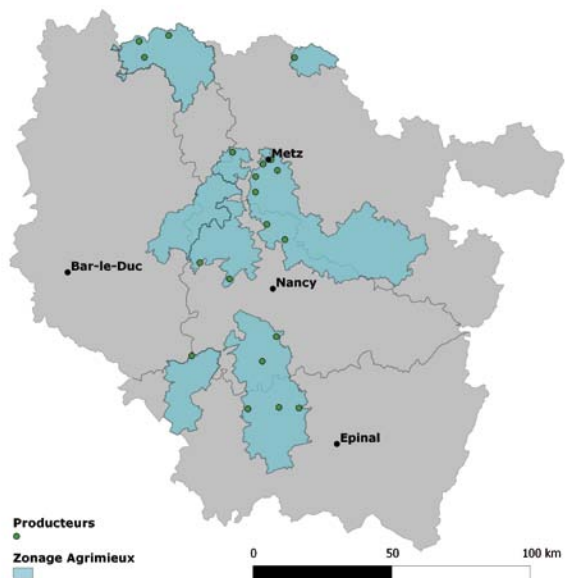 Metz
Bar-le-Duc
Nancy
Epinal
Producteurs
Zonage Agrimieux
0 50 100 km